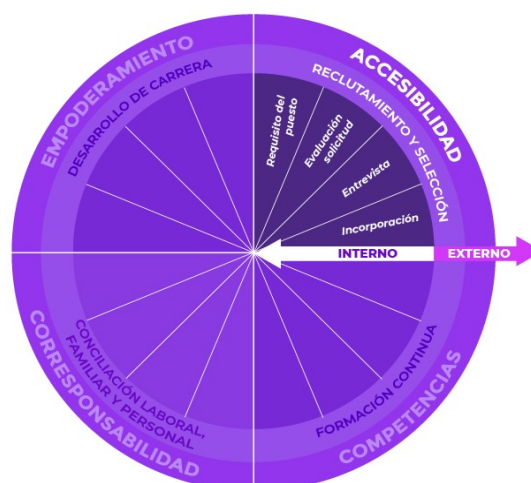 EMPODERAMIENTO
DESARROLLO DE CARRERA
ACCESIBILIDAD
RECLUTAMIENTO Y SELECCIÓN
Requisito del
puesto
Evaluación
solicitud
Entrevista
Incorporación
INTERNO
EXTERNO
CORRESPONSABILIDAD
CONCILIACIÓN LABORAL,
FAMILIAR Y PERSONAL
FORMACIÓN CONTINUA
COMPETENCIAS